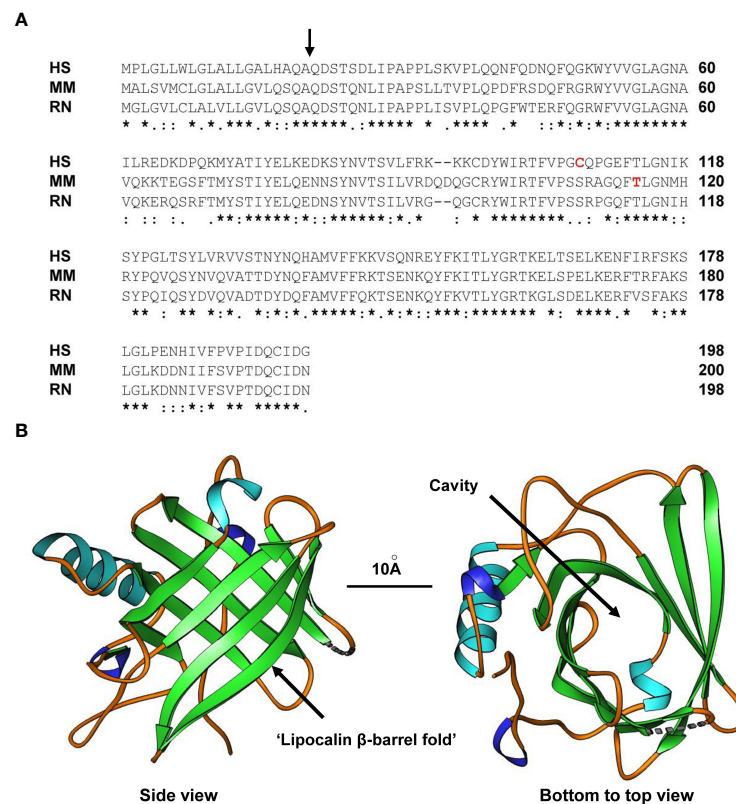 A
HS MPLGLLWLGLALLGALHAQAQDSTSDLIPAPPLSKVPLQQNFQDNQFQGKWYVVGLAGNA 60
MM MALSVMCLGLALLGVLQSQAQDSTQNLIPAPSLLTVPLQPDFRSDQFRGRWYVVGLAGNA 60
RN MGLGVLCLALVLLGVLQSQAQDSTQNLIPAPPLISVPLQPGFWTERFQGRWFVVGLAGNA 60
* *.:: *.*.***.*::********.:*****.* .**** .* ::*:*:*:********
HS ILREDKDPQKMYATIYELKEDKSYNVTSVLFRK--KKCDYWIRTFVPGCQPGEFTLGNIK 118
MM VQKKTEGSFTMYSTIYELQENNSYNVTSILVRDQDQGCRYWIRTFVPSSRAGQFTLGNMH 120
RN VQKERQSRFTMYSTIYELQEDNSYNVTSILVRG--QGCRYWIRTFVPSSRPGQFTLGNIH 118
: :. :. .**:*****:*::******:*.* : * ********..:.*:*****::
HS SYPGLTSYLVRVVSTNYNQHAMVFFKKVSQNREYFKITLYGRTKELTSELKENFIRFSKS 178
MM RYPQVQSYNVQVATTDYNQFAMVFFRKTSENKQYFKITLYGRTKELSPELKERFTRFAKS 180
RN SYPQIQSYDVQVADTDYDQFAMVFFQKTSENKQYFKVTLYGRTKGLSDELKERFVSFAKS 178
** : ** *:*. *:*:*.*****:*.*:*::***:******* *: ****.* *:**
HS LGLPENHIVFPVPIDQCIDG 198
MM LGLKDDNIIFSVPTDQCIDN 200
RN LGLKDNNIVFSVPTDQCIDN 198
*** :::*:*.** *****.
B
Cavity
10Å
‘Lipocalin β-barrel fold’
Side view
Bottom to top view